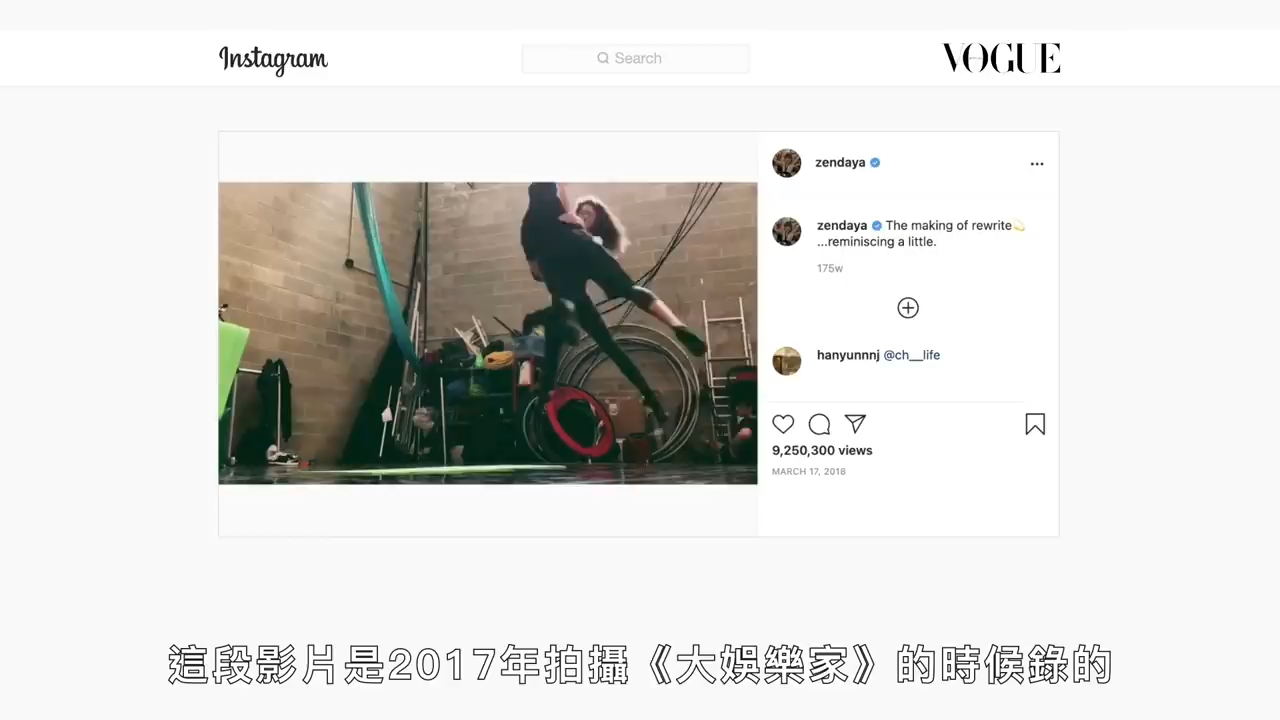 Instagram
Search
VOGUE
zendaya
zendaya The making of rewrite💫
...reminiscing a little.
175w
hanyunnnj @ch__life
9,250,300 views
MARCH 17, 2018
這段影片是2017年拍攝《大娛樂家》的時候錄的